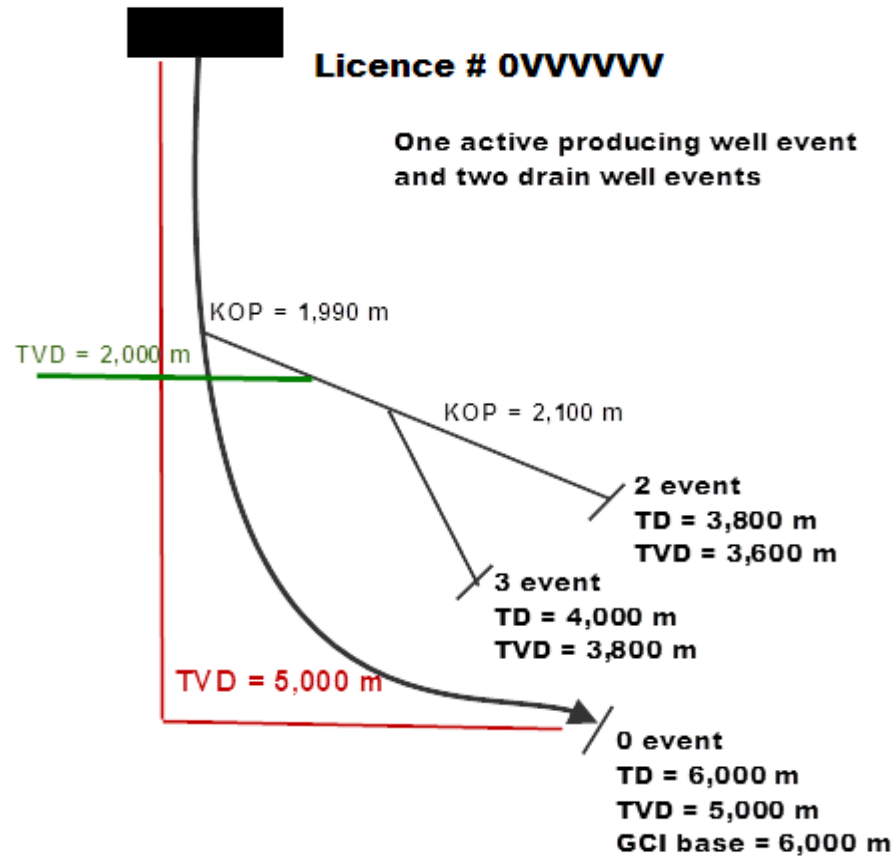 Licence # 0VVVVVV
One active producing well event
and two drain well events
KOP = 1,990 m
TVD = 2,000 m
KOP = 2,100 m
2 event
TD = 3,800 m
TVD = 3,600 m
3 event
TD = 4,000 m
TVD = 3,800 m
TVD = 5,000 m
0 event
TD = 6,000 m
TVD = 5,000 m
GCI base = 6,000 m